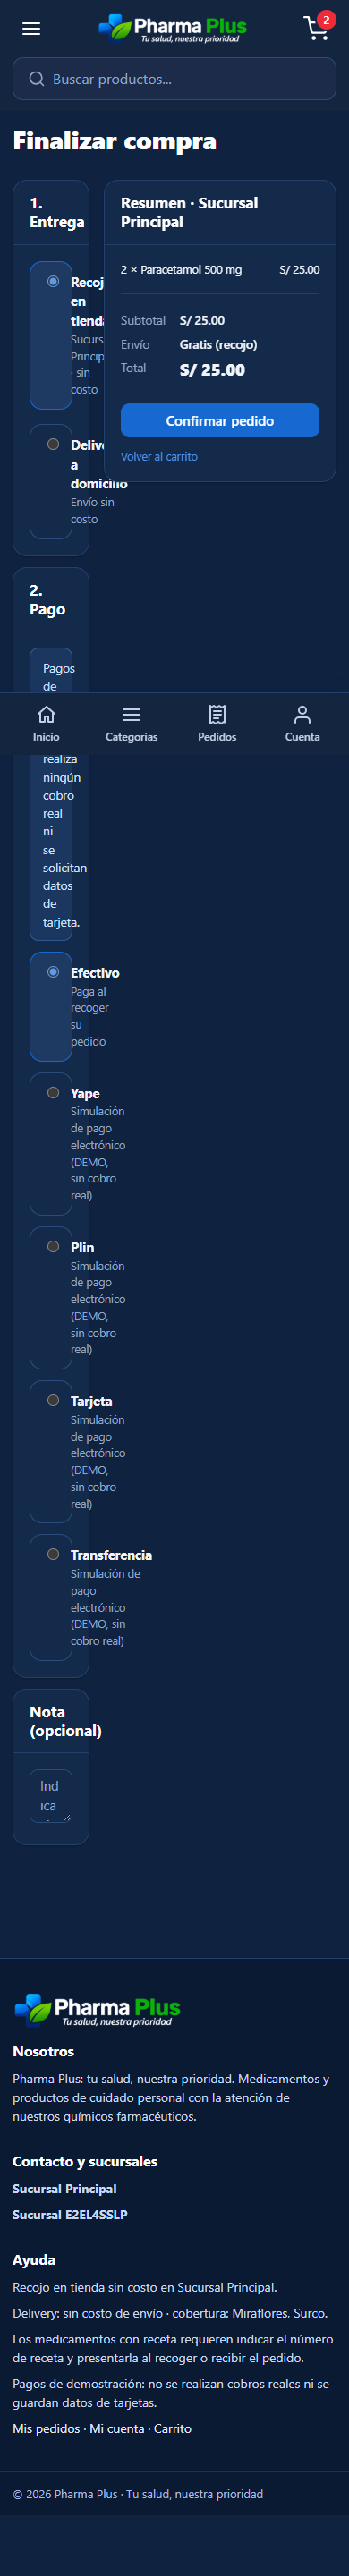 Pharma Plus
Tu salud, nuestra prioridad
2
Buscar productos...
Finalizar compra
1.
Entrega
Recojo
en
tienda
Sucursal
Principal
· sin
costo
Delivery
a
domicilio
Envío sin
costo
Resumen · Sucursal
Principal
2 × Paracetamol 500 mg S/ 25.00
Subtotal S/ 25.00
Envío Gratis (recojo)
Total S/ 25.00
Confirmar pedido
Volver al carrito
2.
Pago
Pagos
de
Inicio Categorías Pedidos Cuenta
realiza
ningún
cobro
real
ni
se
solicitan
datos
de
tarjeta.
Efectivo
Paga al
recoger
su
pedido
Yape
Simulación
de pago
electrónico
(DEMO,
sin cobro
real)
Plin
Simulación
de pago
electrónico
(DEMO,
sin cobro
real)
Tarjeta
Simulación
de pago
electrónico
(DEMO,
sin cobro
real)
Transferencia
Simulación de
pago
electrónico
(DEMO, sin
cobro real)
Nota
(opcional)
Ind
ica
Pharma Plus
Tu salud, nuestra prioridad
Nosotros
Pharma Plus: tu salud, nuestra prioridad. Medicamentos y
productos de cuidado personal con la atención de
nuestros químicos farmacéuticos.
Contacto y sucursales
Sucursal Principal
Sucursal E2EL4SSLP
Ayuda
Recojo en tienda sin costo en Sucursal Principal.
Delivery: sin costo de envío · cobertura: Miraflores, Surco.
Los medicamentos con receta requieren indicar el número
de receta y presentarla al recoger o recibir el pedido.
Pagos de demostración: no se realizan cobros reales ni se
guardan datos de tarjetas.
Mis pedidos · Mi cuenta · Carrito
© 2026 Pharma Plus · Tu salud, nuestra prioridad